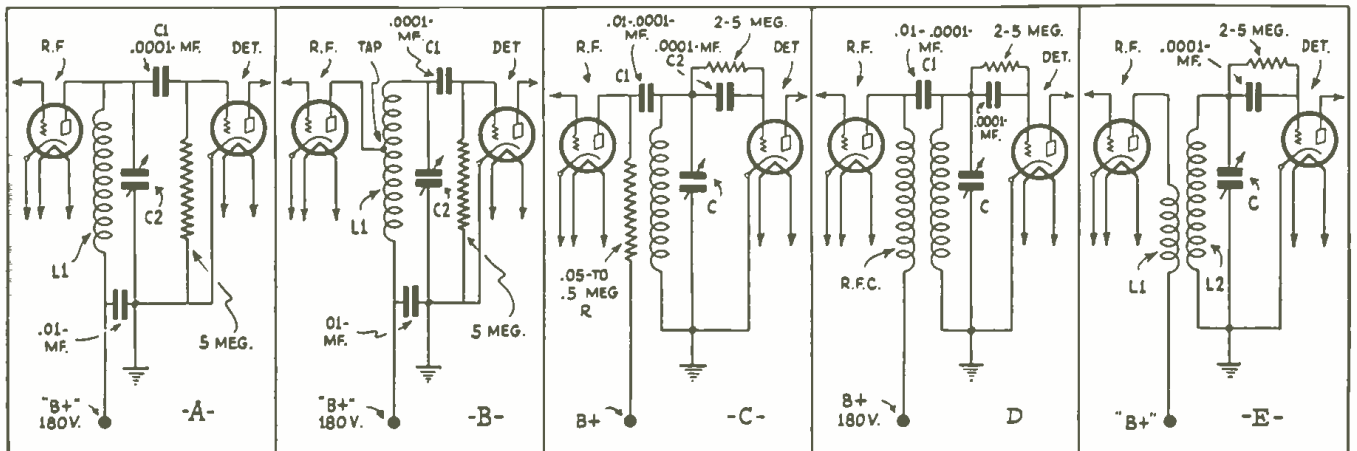 C1
.0001-MF.
R.F.
DET.
C2
L1
.01-
MF.
5 MEG.
"B+"
180V.
-A-
.0001-
MF.
C1
R.F.
TAP
DET
L1
C2
01-
MF.
5 MEG.
"B+"
180V.
-B-
.01-.0001-
MF.
C1
2-5 MEG.
.0001-MF.
C2
R.F.
DET
C
.05-TO
.5 MEG
R
B+
-C-
.01-.0001-
MF.
C1
2-5 MEG.
R.F.
DET.
.0001-
MF.
C
R.F.C.
B+
180V.
D
2-5 MEG.
.0001-
MF.
R.F.
DET.
C
L1
L2
"B+"
-E-